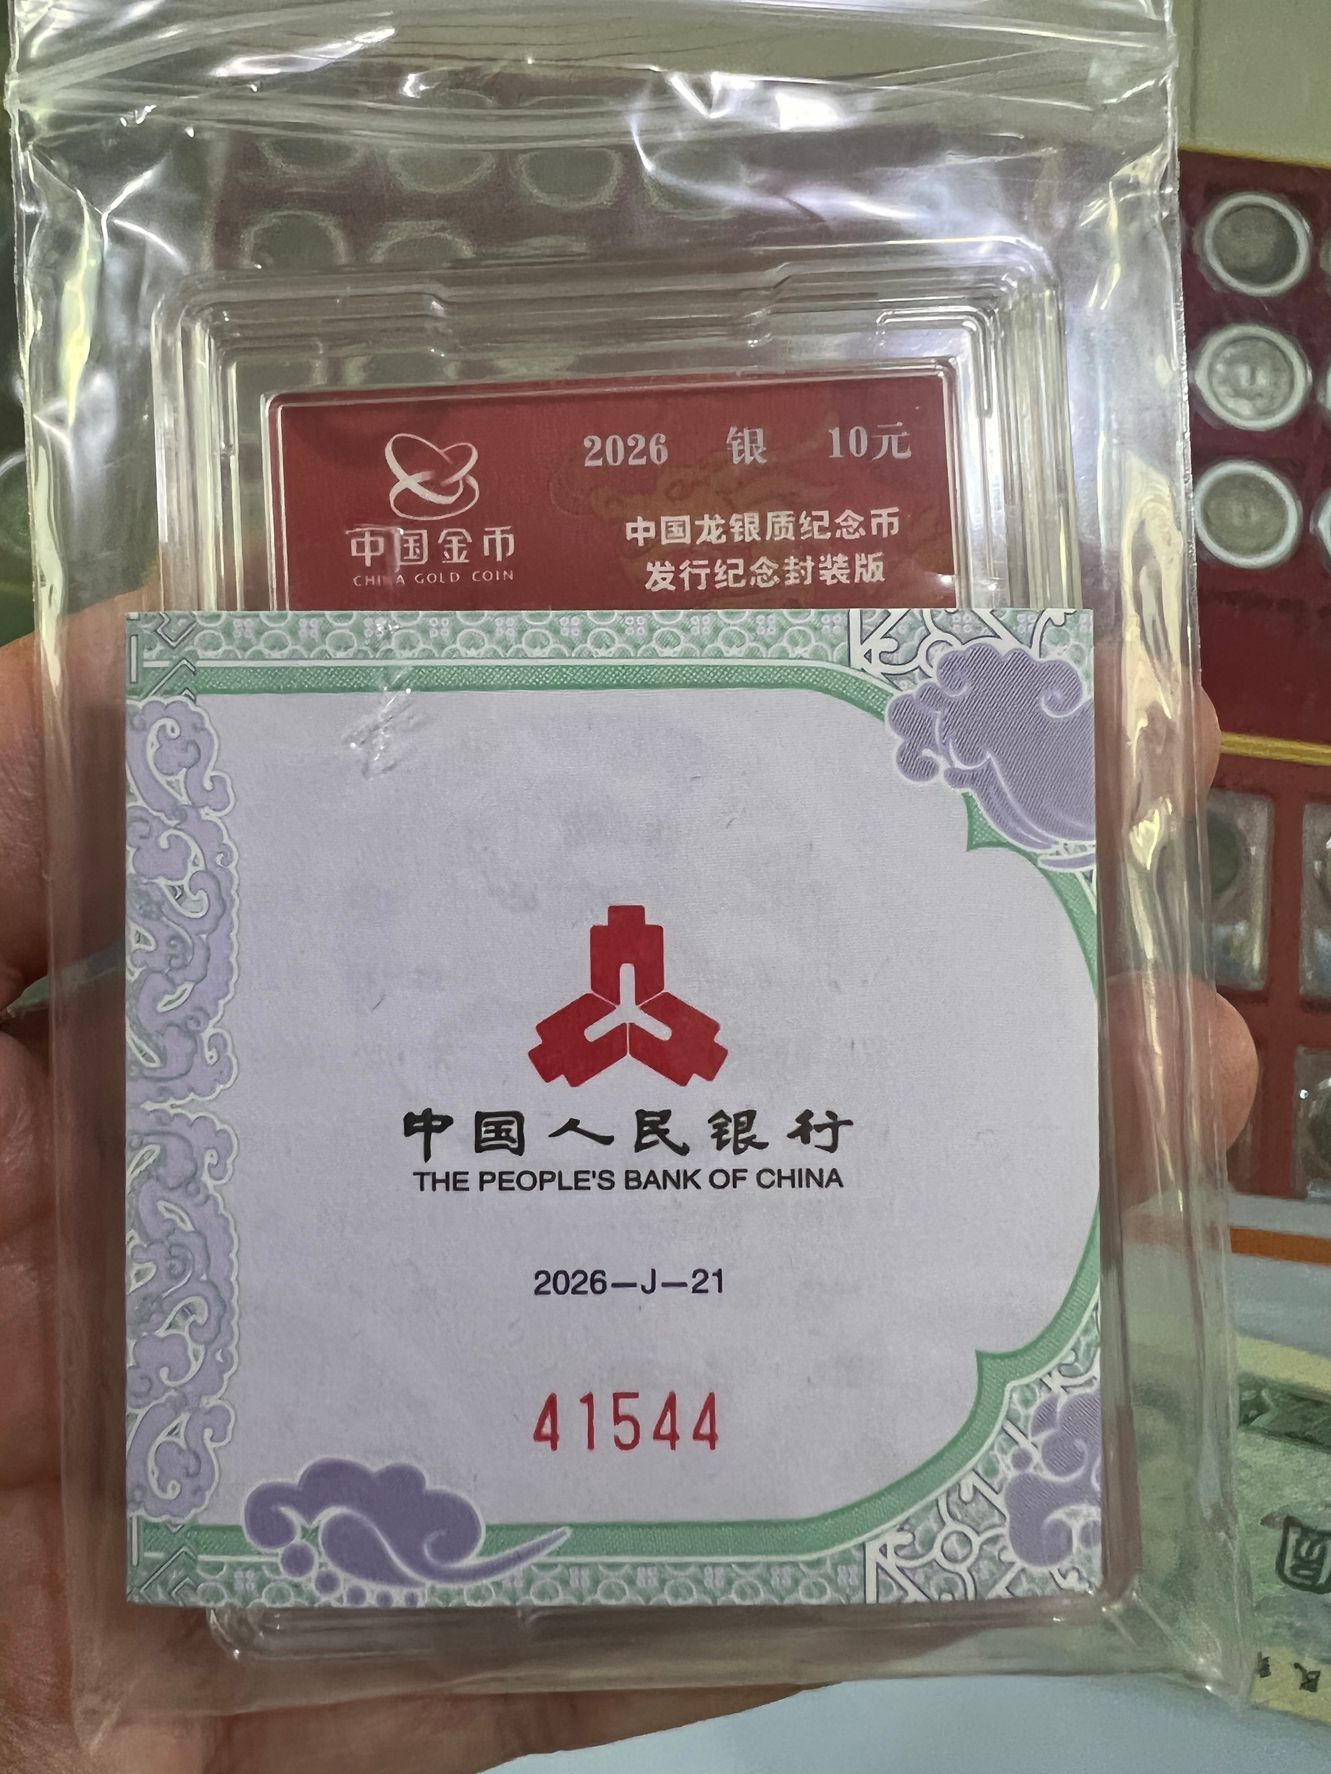 中国金币
CHINA GOLD COIN
2026 银 10元
中国龙银质纪念币
发行纪念封装版
中国人民银行
THE PEOPLE'S BANK OF CHINA
2026—J—21
41544